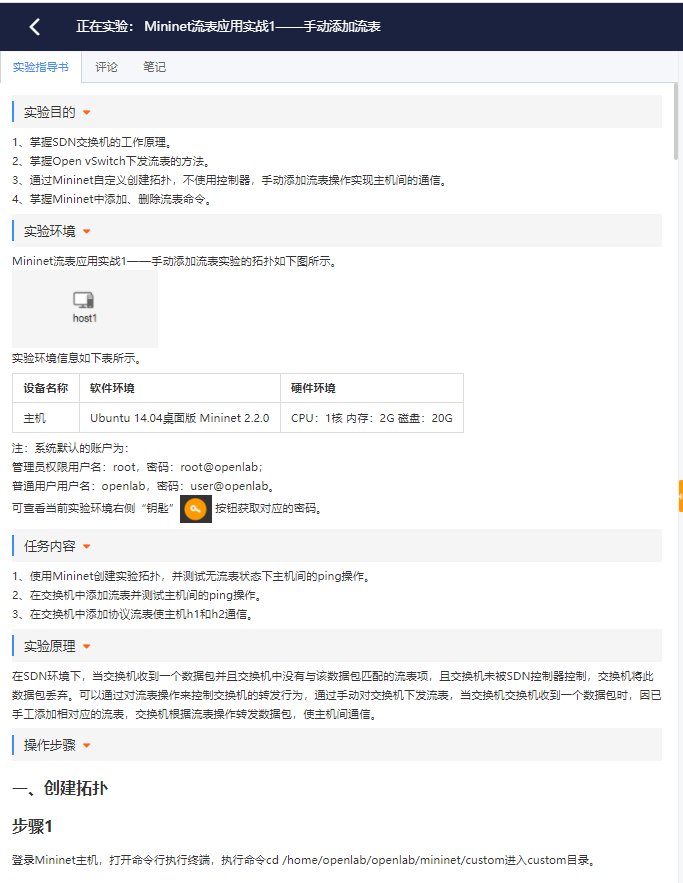 正在实验： Mininet流表应用实战1——手动添加流表
实验指导书 评论 笔记
实验目的
1、掌握SDN交换机的工作原理。
2、掌握Open vSwitch下发流表的方法。
3、通过Mininet自定义创建拓扑，不使用控制器，手动添加流表操作实现主机间的通信。
4、掌握Mininet中添加、删除流表命令。
实验环境
Mininet流表应用实战1——手动添加流表实验的拓扑如下图所示。
host1
实验环境信息如下表所示。
设备名称 软件环境 硬件环境
主机 Ubuntu 14.04桌面版 Mininet 2.2.0 CPU：1核 内存：2G 磁盘：20G
注：系统默认的账户为：
管理员权限用户名：root，密码：root@openlab;
普通用户用户名：openlab，密码：user@openlab。
可查看当前实验环境右侧“钥匙” 按钮获取对应的密码。
任务内容
1、使用Mininet创建实验拓扑，并测试无流表状态下主机间的ping操作。
2、在交换机中添加流表并测试主机间的ping操作。
3、在交换机中添加协议流表使主机h1和h2通信。
实验原理
在SDN环境下，当交换机收到一个数据包并且交换机中没有与该数据包匹配的流表项，且交换机未被SDN控制器控制，交换机将此
数据包丢弃。可以通过对流表操作来控制交换机的转发行为，通过手动对交换机下发流表，当交换机交换机收到一个数据包时，因已
手工添加相对应的流表，交换机根据流表操作转发数据包，使主机间通信。
操作步骤
一、创建拓扑
步骤1
登录Mininet主机，打开命令行执行终端，执行命令cd /home/openlab/openlab/mininet/custom进入custom目录。